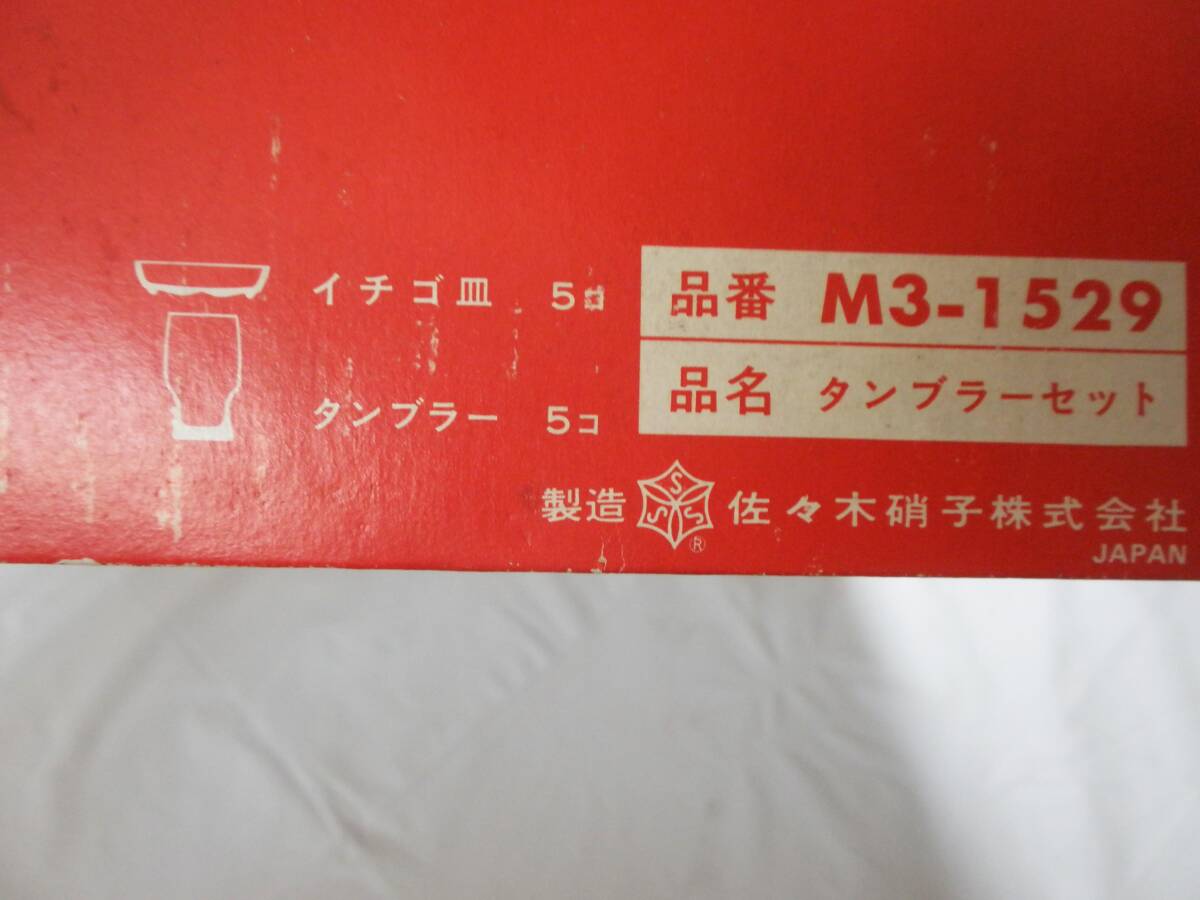 イチゴ皿 5コ
タンブラー 5コ
品番 M3-1529
品名 タンブラーセット
製造 SSS ® 佐々木硝子株式会社
JAPAN